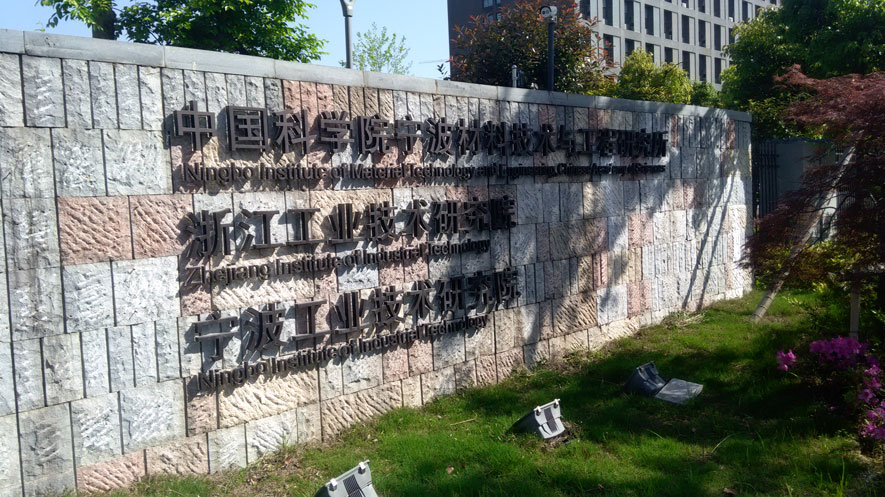 中国科学院宁波材料技术与工程研究院
Ningbo Institute of Material Technology and Engineering, Chinese
浙江工业技术研究院
Zhejiang Institute of Industrial Technology
宁波工业技术研究院
Ningbo Institute of Industrial Technology